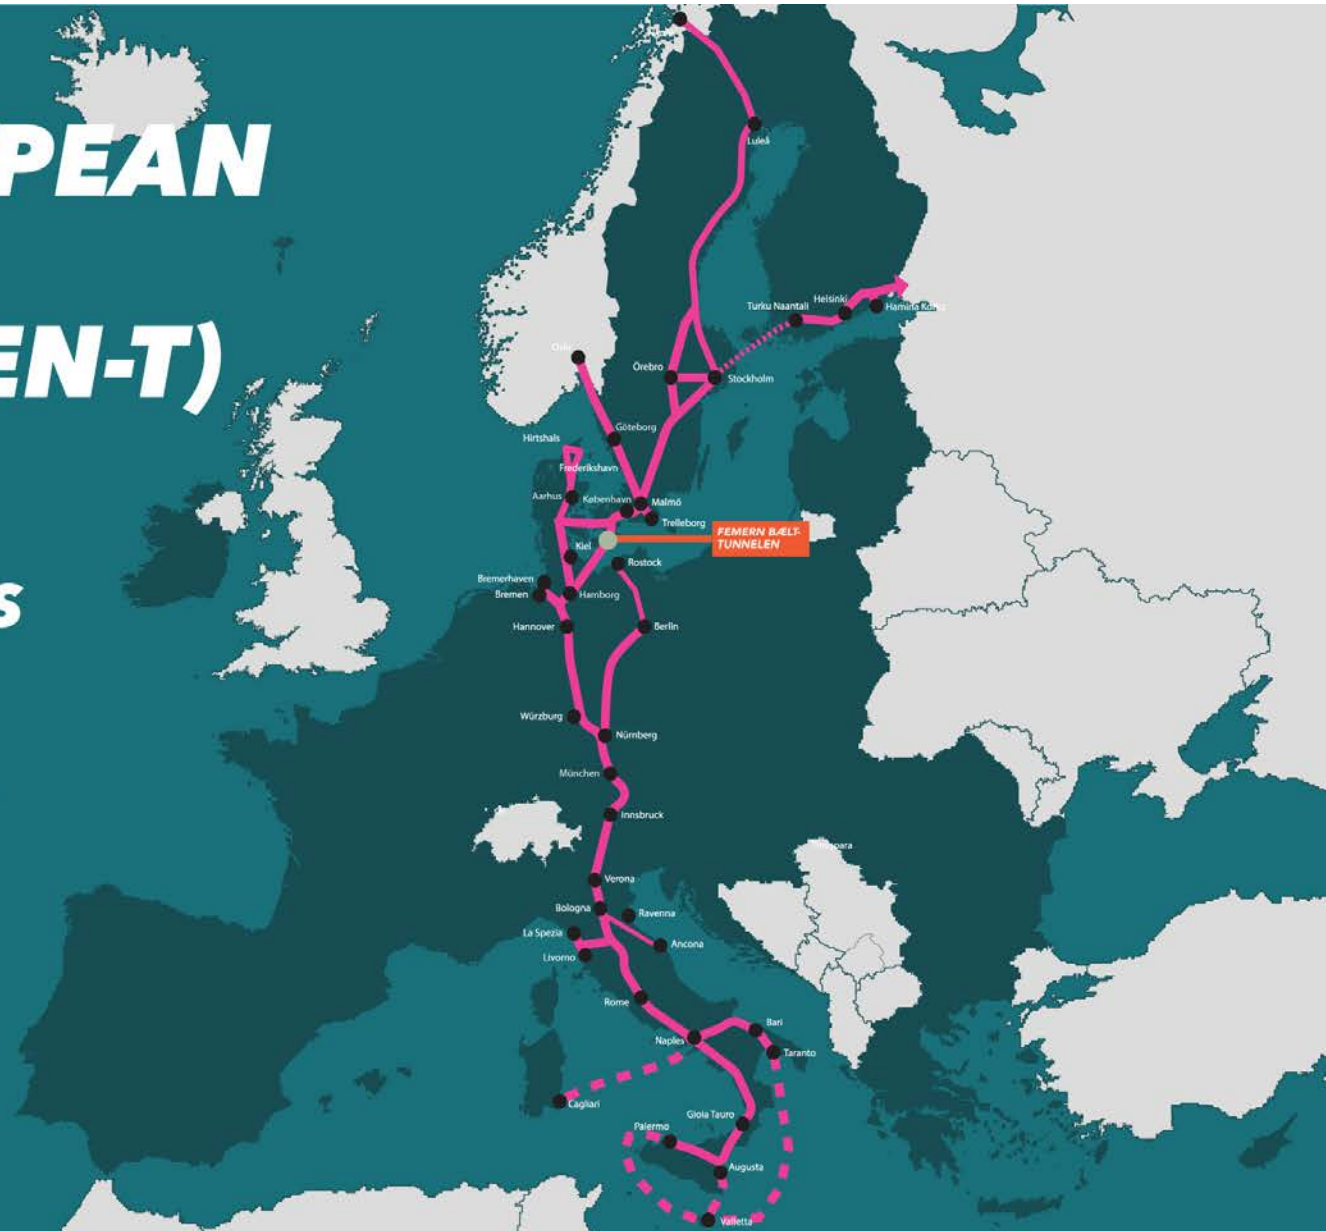 PEAN
EN-T)
S
Luleå
Turku Naantali
Helsinki
Hamina Kotka
Oslo
Örebro
Stockholm
Göteborg
Hirtshals
Frederikshavn
Aarhus
København
Malmö
Trelleborg
FEMERN BÆLT-
TUNNELEN
Kiel
Rostock
Bremerhaven
Bremen
Hamborg
Hannover
Berlin
Würzburg
Nürnberg
München
Innsbruck
Verona
Bologna
Ravenna
La Spezia
Livorno
Ancona
Rome
Naples
Bari
Taranto
Cagliari
Gioia Tauro
Palermo
Augusta
Valletta